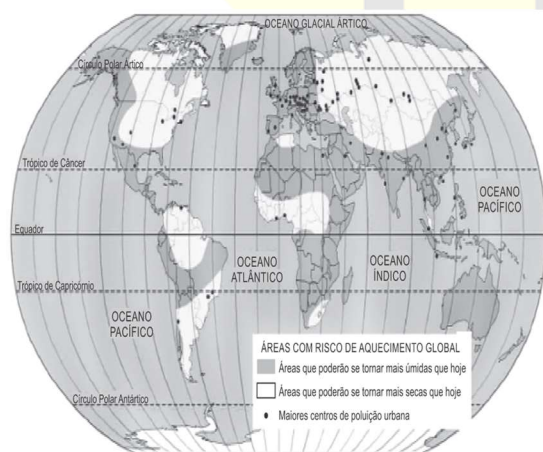 OCEANO GLACIAL ÁRTICO
Círculo Polar Ártico
Trópico de Câncer
OCEANO
PACÍFICO
Equador
OCEANO
ATLÂNTICO
OCEANO
ÍNDICO
Trópico de Capricórnio
OCEANO
PACÍFICO
ÁREAS COM RISCO DE AQUECIMENTO GLOBAL
Áreas que poderão se tornar mais úmidas que hoje
Áreas que poderão se tornar mais secas que hoje
Maiores centros de poluição urbana
Círculo Polar Antártico